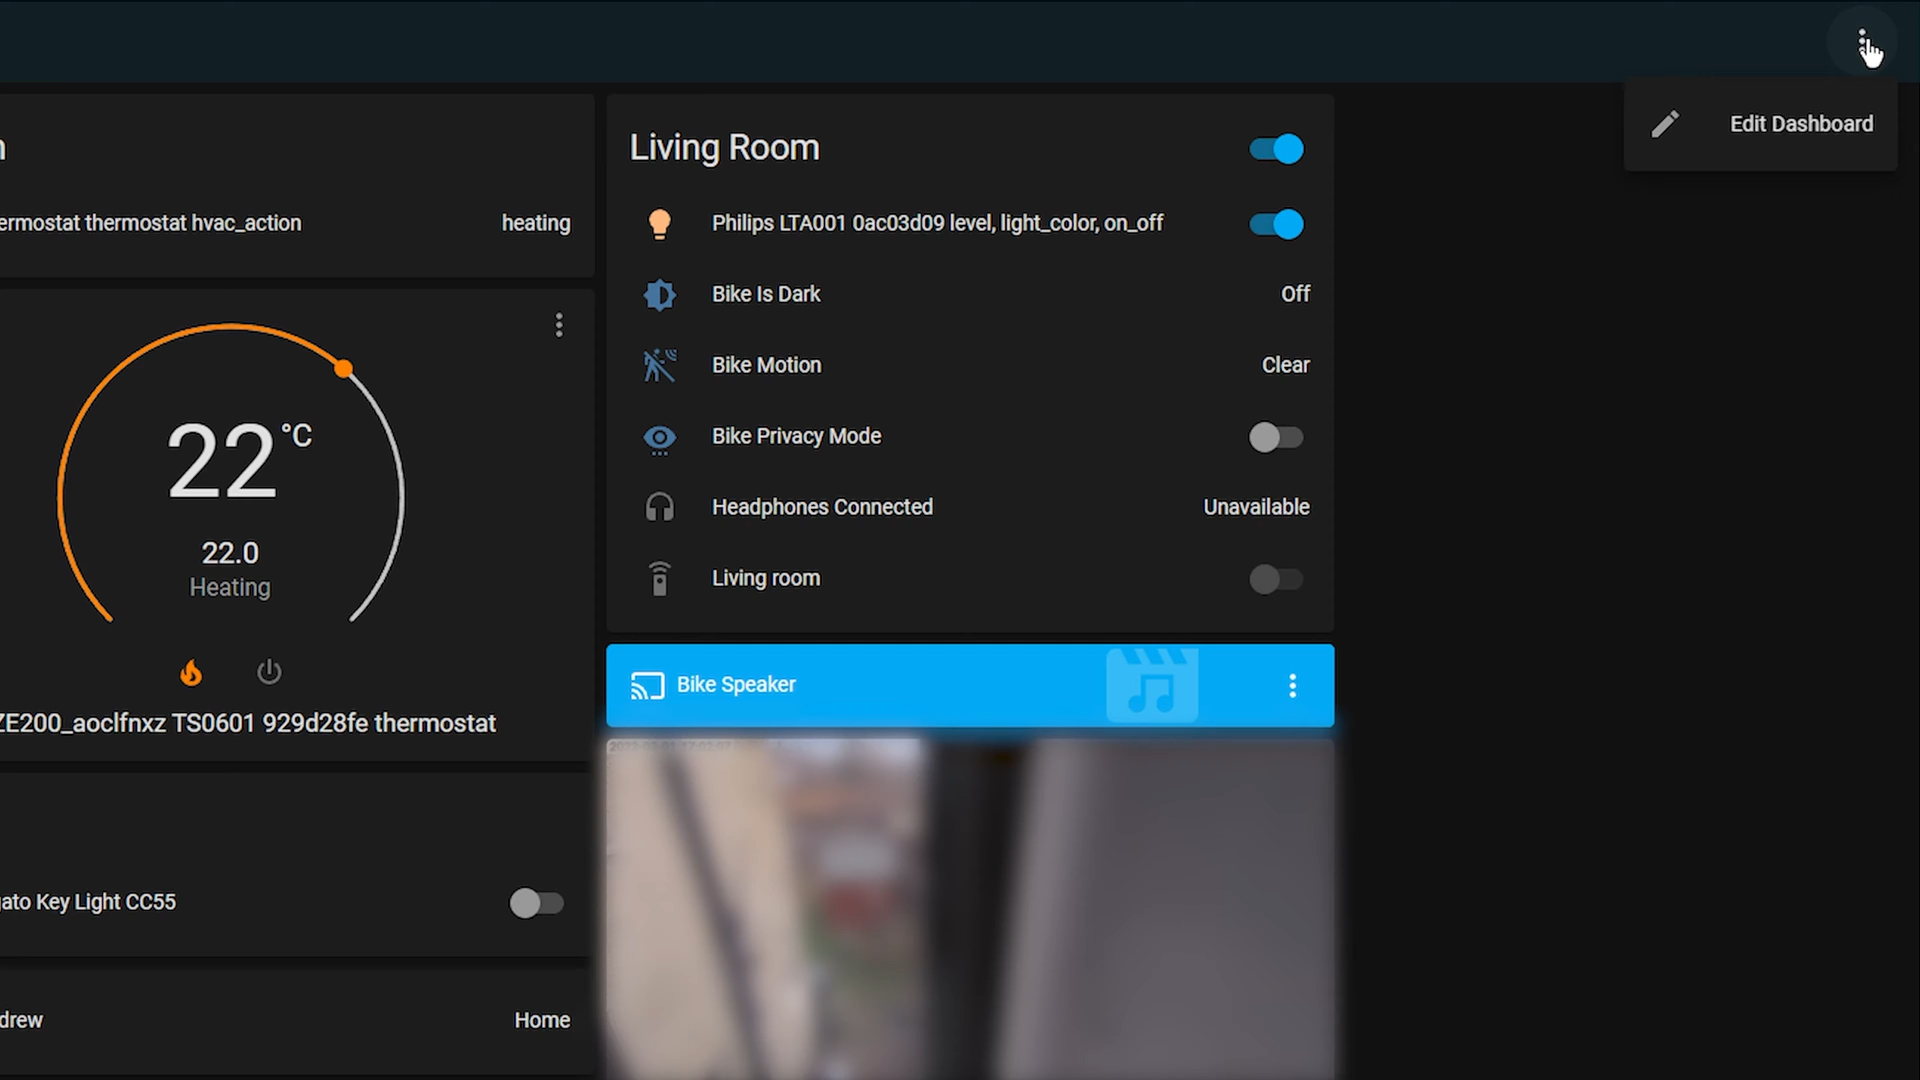 Edit Dashboard
ermostat thermostat hvac_action heating
22 °C
22.0
Heating
ZE200_aoclfnxz TS0601 929d28fe thermostat
ato Key Light CC55
drew Home
Living Room
Philips LTA001 0ac03d09 level, light_color, on_off
Bike Is Dark Off
Bike Motion Clear
Bike Privacy Mode
Headphones Connected Unavailable
Living room
Bike Speaker